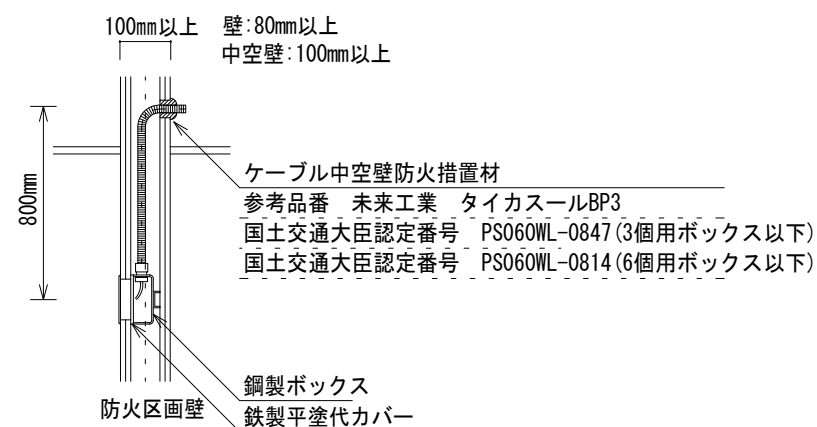 100mm以上
壁:80mm以上
中空壁:100mm以上
800mm
ケーブル中空壁防火措置材
参考品番 未来工業 タイカスールBP3
国土交通大臣認定番号 PS060WL-0847(3個用ボックス以下)
国土交通大臣認定番号 PS060WL-0814(6個用ボックス以下)
鋼製ボックス
防火区画壁
鉄製平塗代カバー